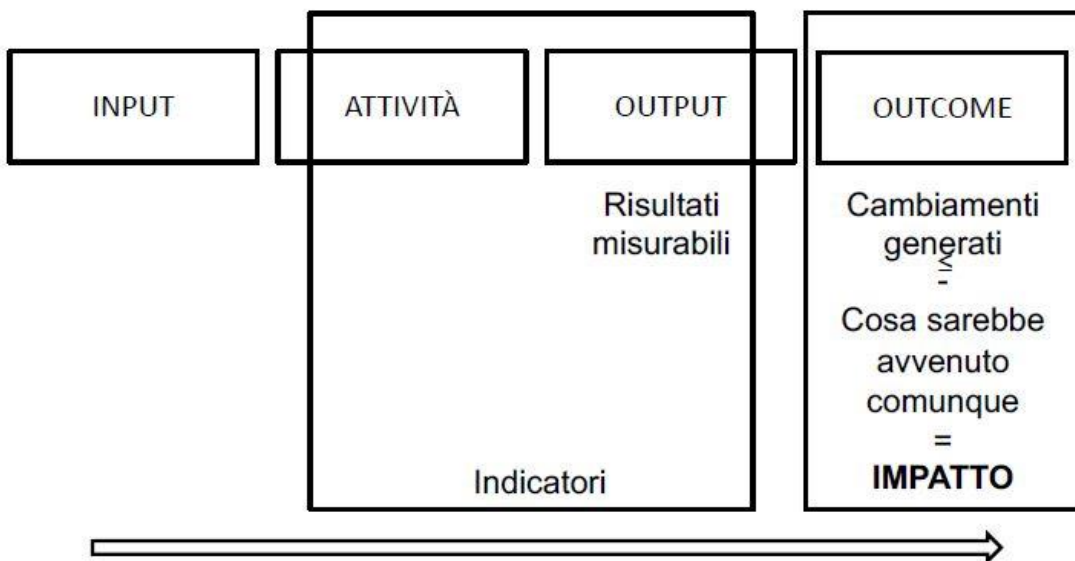 INPUT
ATTIVITÀ
OUTPUT
OUTCOME
Risultati
misurabili
Cambiamenti
generati
≤
-
Cosa sarebbe
avvenuto
comunque
=
IMPATTO
Indicatori